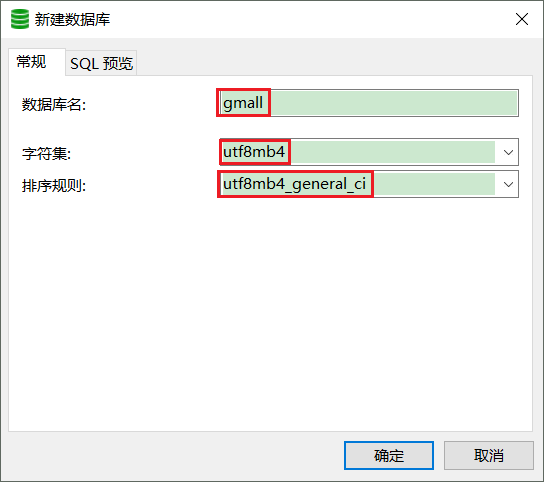 新建数据库
常规 SQL 预览
数据库名: gmall
字符集: utf8mb4
排序规则: utf8mb4_general_ci
确定 取消